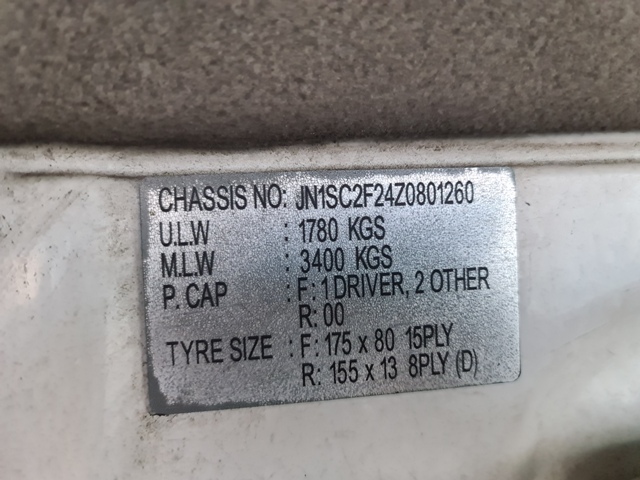 CHASSIS NO: JN1SC2F24Z0801260
U.L.W : 1780 KGS
M.L.W : 3400 KGS
P. CAP : F : 1 DRIVER, 2 OTHER
R: 00
TYRE SIZE : F : 175 x 80 15PLY
R: 155 x 13 8PLY (D)